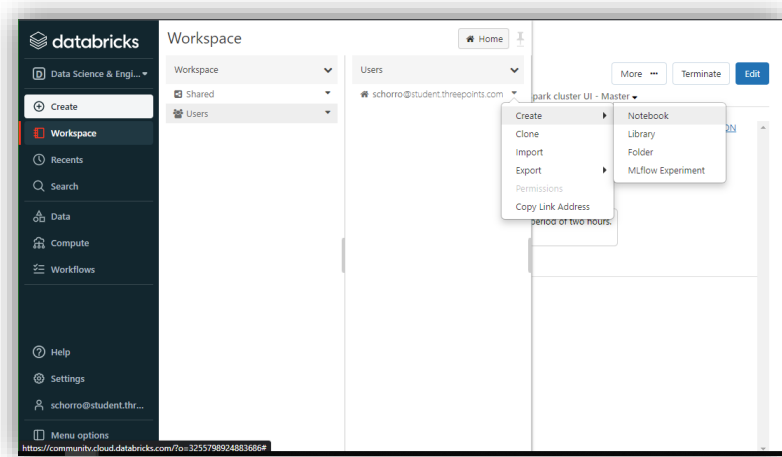 databricks
Data Science & Engi...
Create
Workspace
Recents
Search
Data
Compute
Workflows
Help
Settings
schorro@student.thr...
Menu options
https://community.cloud.databricks.com/?o=3255798924883686#
Workspace
Home
Workspace
Shared
Users
Users
schorro@student.threepoints.com
Create
Clone
Import
Export
Permissions
Copy Link Address
Notebook
Library
Folder
MLflow Experiment
More
Terminate
Edit
park cluster UI - Master
ON
period of two hours.